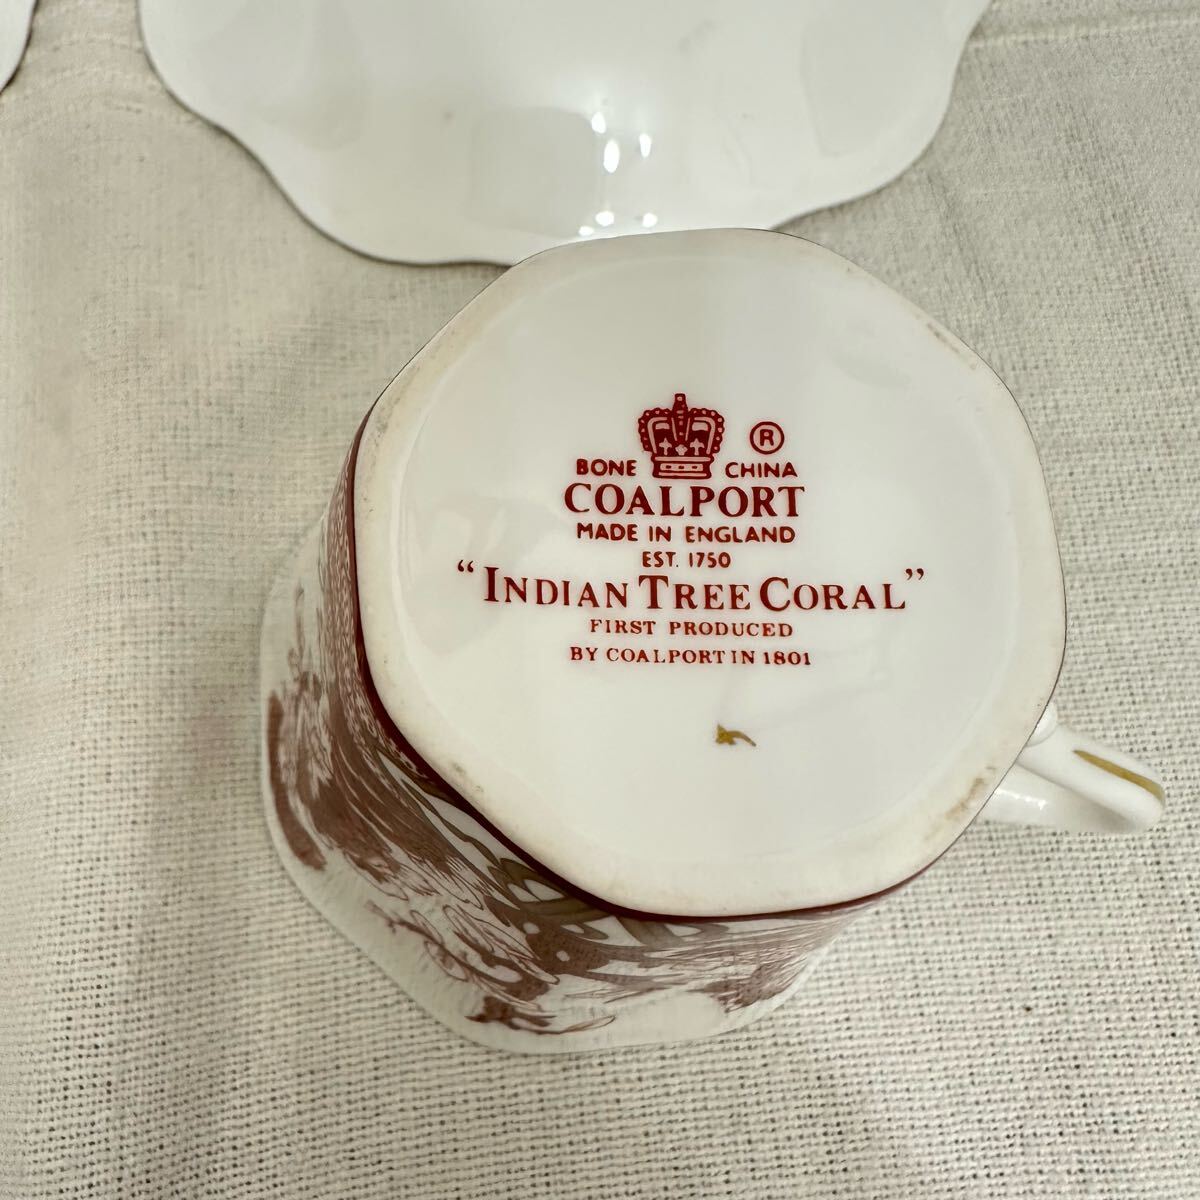 ®
BONE CHINA
COALPORT
MADE IN ENGLAND
EST. 1750
“INDIAN TREE CORAL”
FIRST PRODUCED
BY COALPORT IN 1801